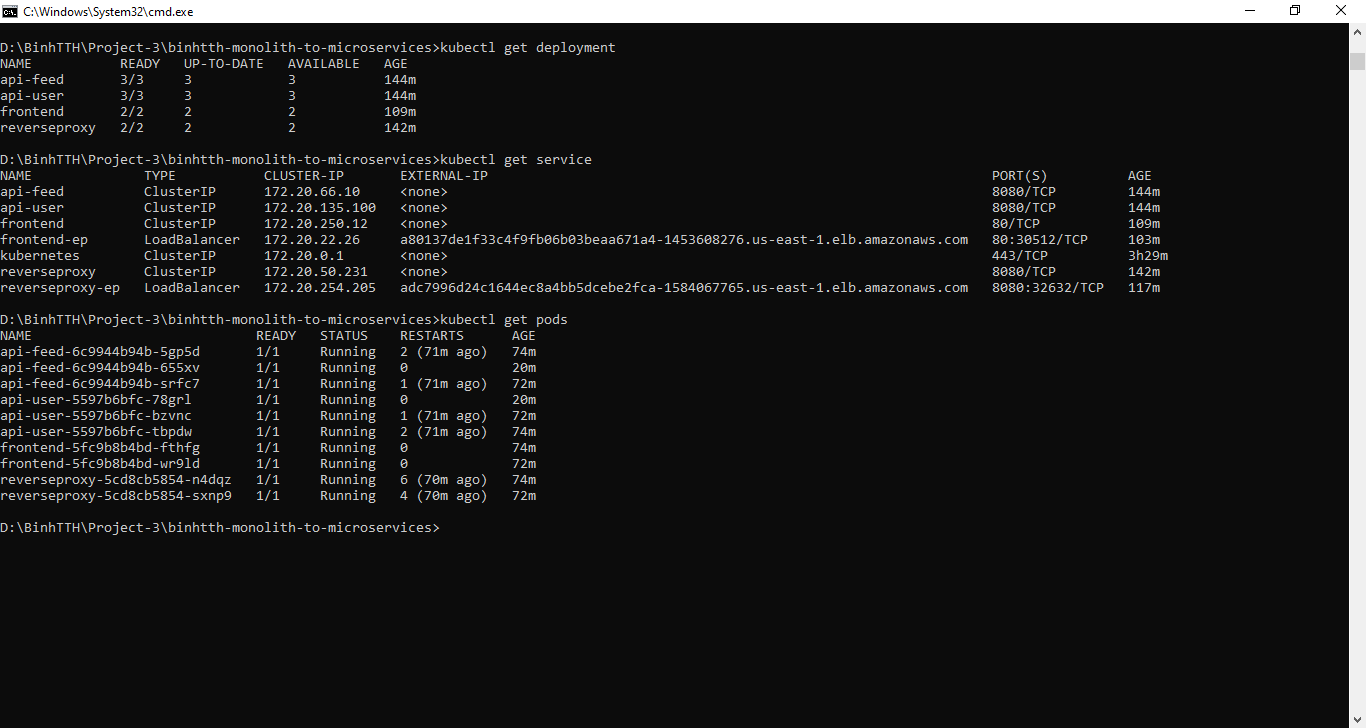 C:\Windows\System32\cmd.exe
D:\BinhTTH\Project-3\binhtth-monolith-to-microservices>kubectl get deployment
NAME READY UP-TO-DATE AVAILABLE AGE
api-feed 3/3 3 3 144m
api-user 3/3 3 3 144m
frontend 2/2 2 2 109m
reverseproxy 2/2 2 2 142m
D:\BinhTTH\Project-3\binhtth-monolith-to-microservices>kubectl get service
NAME TYPE CLUSTER-IP EXTERNAL-IP PORT(S) AGE
api-feed ClusterIP 172.20.66.10 <none> 8080/TCP 144m
api-user ClusterIP 172.20.135.100 <none> 8080/TCP 144m
frontend ClusterIP 172.20.250.12 <none> 80/TCP 109m
frontend-ep LoadBalancer 172.20.22.26 a80137de1f33c4f9fb06b03beaa671a4-1453608276.us-east-1.elb.amazonaws.com 80:30512/TCP 103m
kubernetes ClusterIP 172.20.0.1 <none> 443/TCP 3h29m
reverseproxy ClusterIP 172.20.50.231 <none> 8080/TCP 142m
reverseproxy-ep LoadBalancer 172.20.254.205 adc7996d24c1644ec8a4bb5dcebe2fca-1584067765.us-east-1.elb.amazonaws.com 8080:32632/TCP 117m
D:\BinhTTH\Project-3\binhtth-monolith-to-microservices>kubectl get pods
NAME READY STATUS RESTARTS AGE
api-feed-6c9944b94b-5gp5d 1/1 Running 2 (71m ago) 74m
api-feed-6c9944b94b-655xv 1/1 Running 0 20m
api-feed-6c9944b94b-srfc7 1/1 Running 1 (71m ago) 72m
api-user-5597b6bfc-78grl 1/1 Running 0 20m
api-user-5597b6bfc-bzvnc 1/1 Running 1 (71m ago) 72m
api-user-5597b6bfc-tbpdw 1/1 Running 2 (71m ago) 74m
frontend-5fc9b8b4bd-fthfg 1/1 Running 0 74m
frontend-5fc9b8b4bd-wr9ld 1/1 Running 0 72m
reverseproxy-5cd8cb5854-n4dqz 1/1 Running 6 (70m ago) 74m
reverseproxy-5cd8cb5854-sxnp9 1/1 Running 4 (70m ago) 72m
D:\BinhTTH\Project-3\binhtth-monolith-to-microservices>